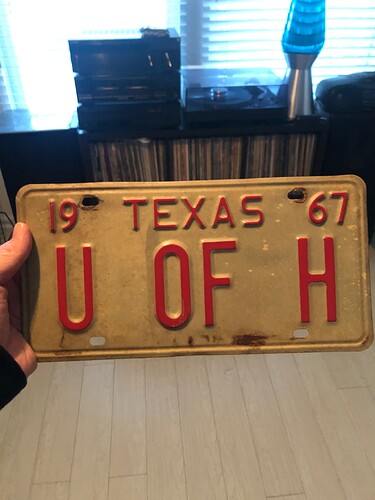 19 TEXAS 67
U OF H